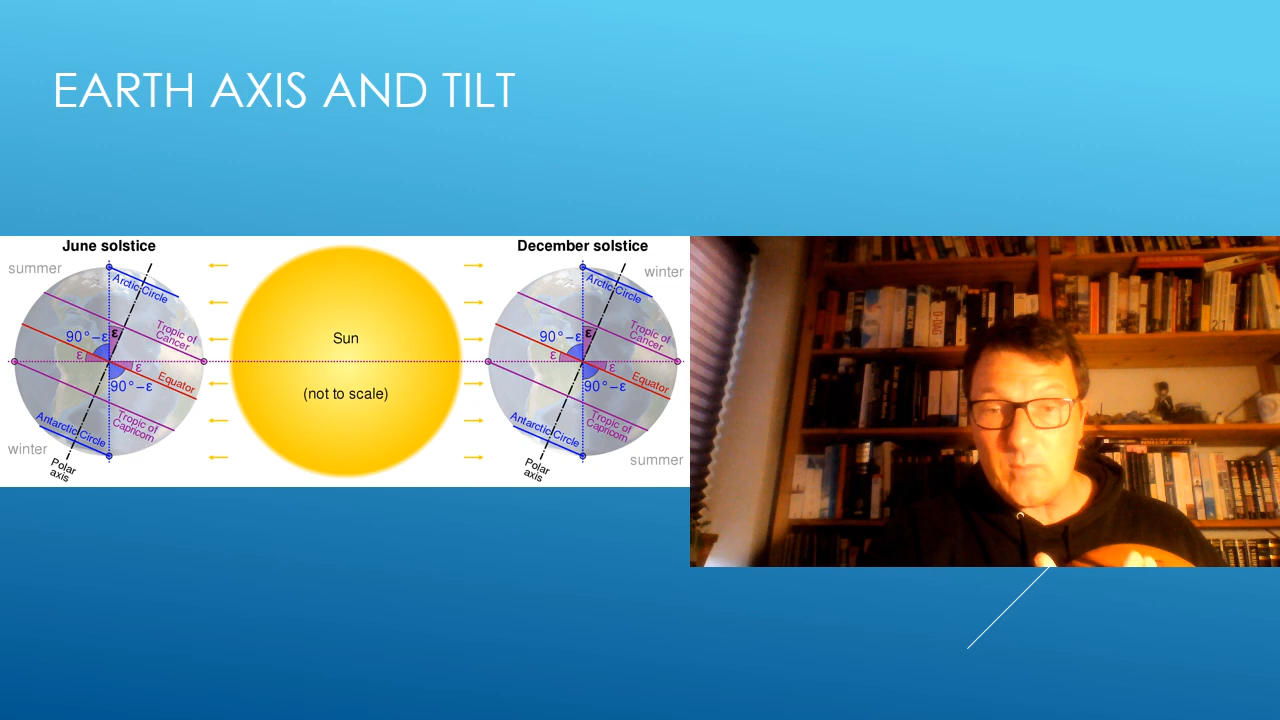 EARTH AXIS AND TILT
June solstice
summer
Arctic Circle
ε
90°−ε
Tropic of
Cancer
ε
ε
Equator
90°−ε
Tropic of
Capricorn
Antarctic Circle
winter
Polar
axis
Sun
(not to scale)
December solstice
winter
Arctic Circle
ε
90°−ε
Tropic of
Cancer
ε
ε
Equator
90°−ε
Tropic of
Capricorn
Antarctic Circle
summer
Polar
axis
D-DAY